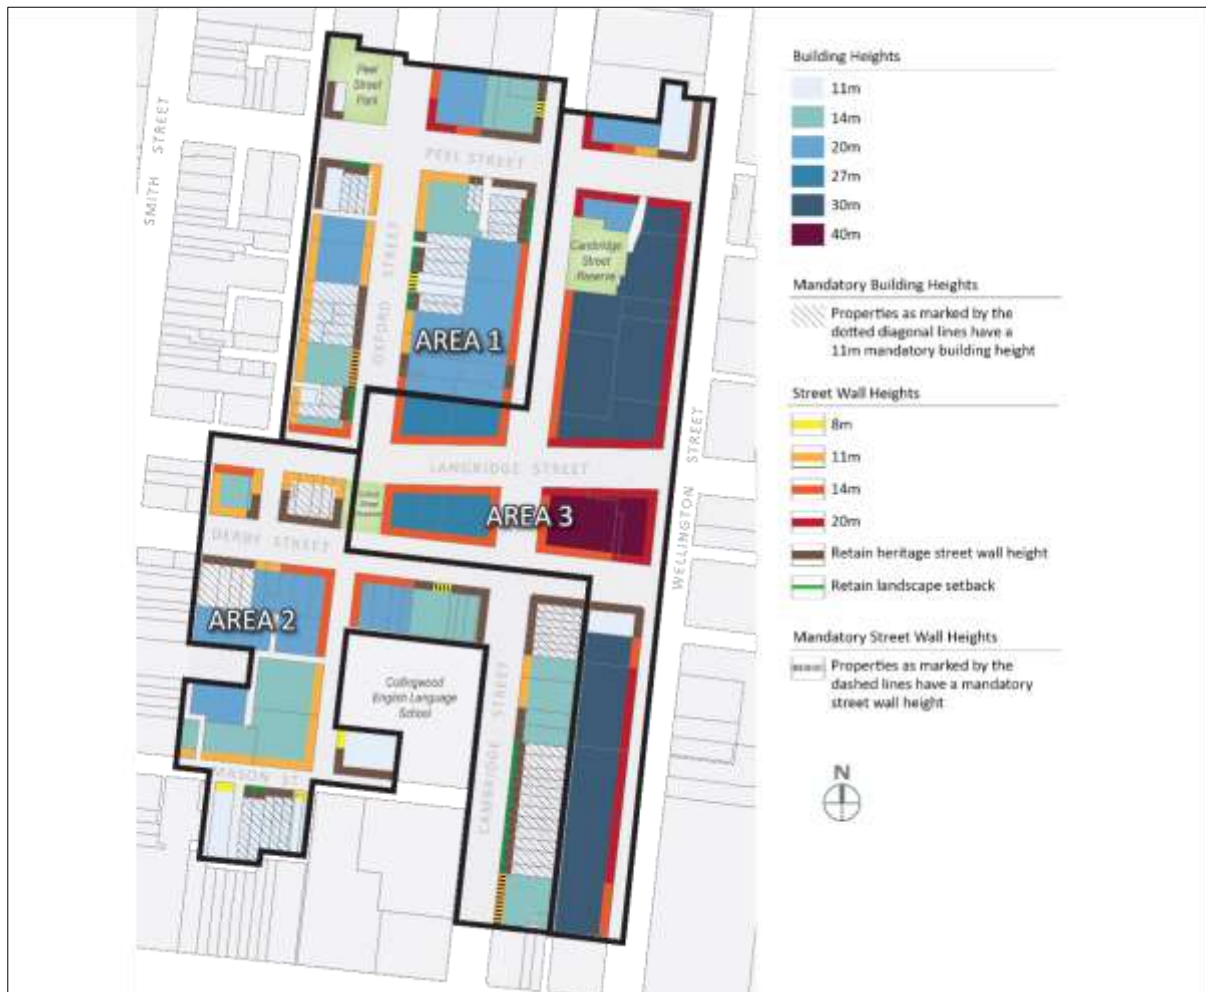 Building Heights
11m
14m
20m
27m
30m
40m
Mandatory Building Heights
Properties as marked by the
dotted diagonal lines have a
11m mandatory building height
Street Wall Heights
8m
11m
14m
20m
Retain heritage street wall height
Retain landscape setback
Mandatory Street Wall Heights
Properties as marked by the
dashed lines have a mandatory
street wall height
N
SMITH STREET
Peel
Street
Park
PEEL STREET
OXFORD STREET
Cambridge
Street
Reserve
AREA 1
WELLINGTON STREET
LANGRIDGE STREET
AREA 3
DERBY STREET
AREA 2
Collingwood
English Language
School
CAMBRIDGE STREET
MASON ST